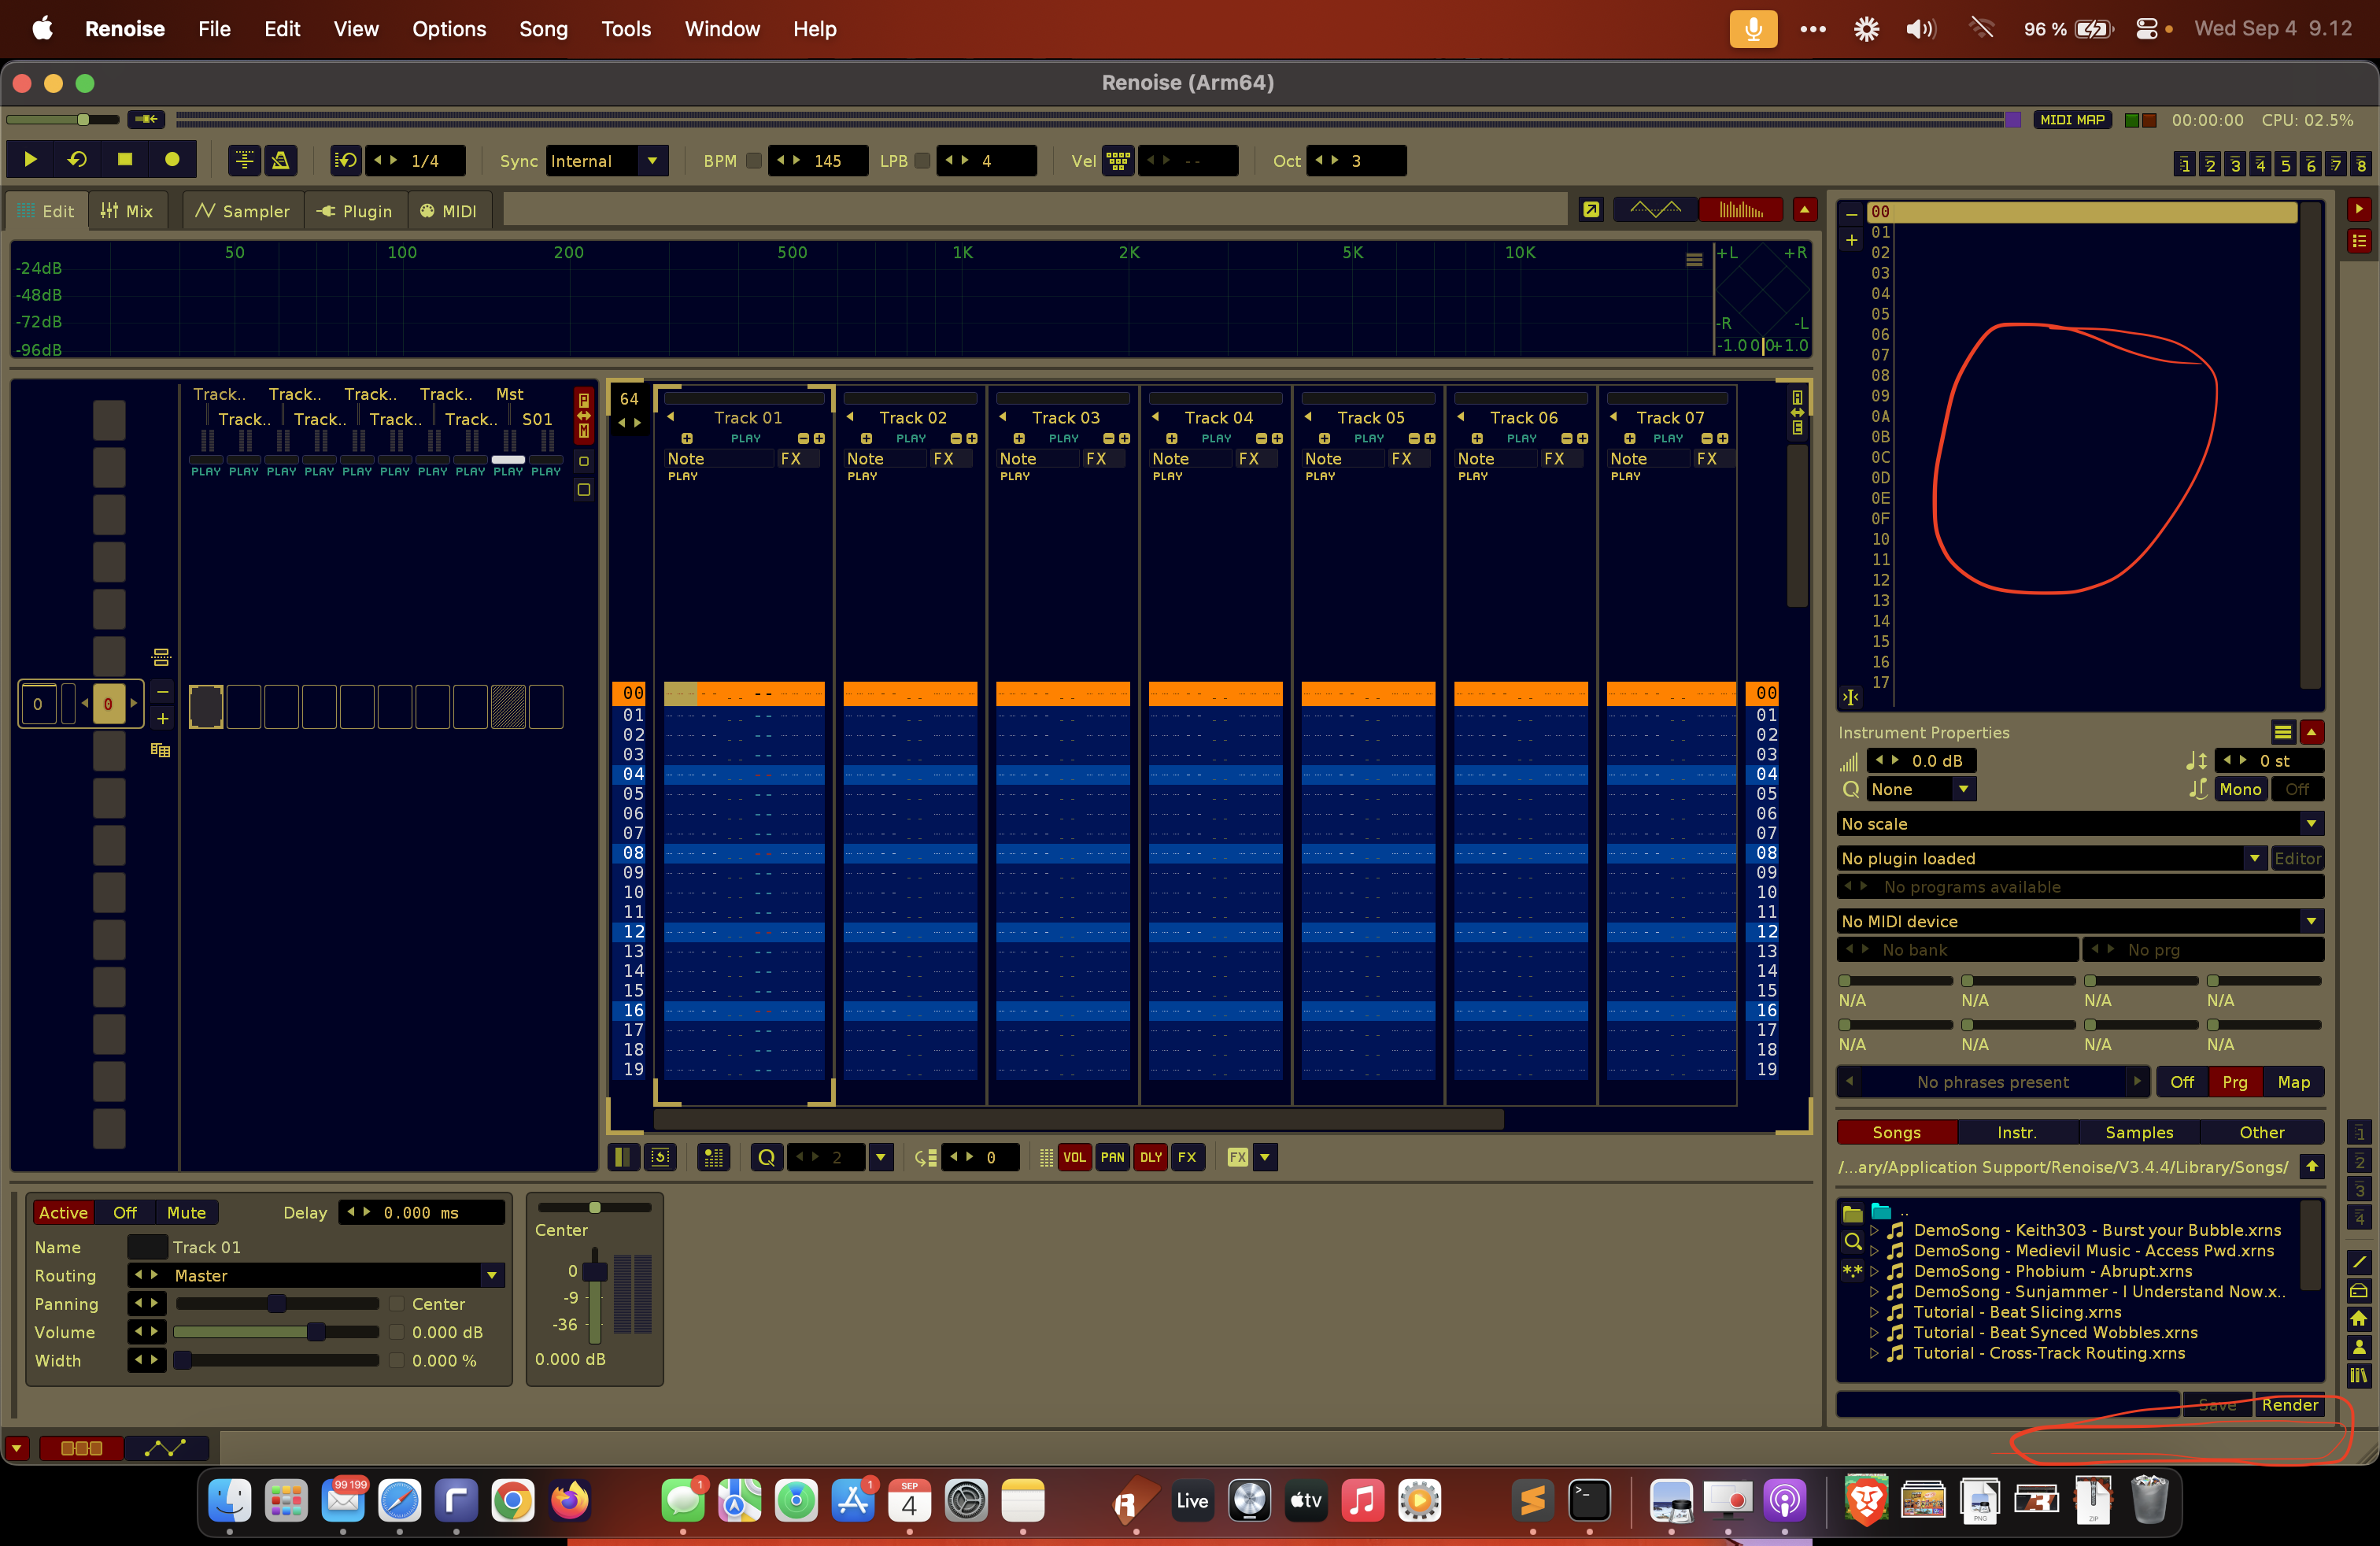 Renoise File Edit View Options Song Tools Window Help 96 % Wed Sep 4 9.12
Renoise (Arm64)
MIDI MAP 00:00:00 CPU: 02.5%
1/4 Sync Internal BPM 145 LPB 4 Vel -- Oct 3 1 2 3 4 5 6 7 8
Edit Mix Sampler Plugin MIDI
50 100 200 500 1K 2K 5K 10K +L +R
-24dB
-48dB
-72dB
-R -L
-96dB -1.0 0 0 +1.0
Track.. Track.. Track.. Track.. Mst
Track.. Track.. Track.. Track.. S01
PLAY PLAY PLAY PLAY PLAY PLAY PLAY PLAY PLAY PLAY
0 0
64 Track 01 Track 02 Track 03 Track 04 Track 05 Track 06 Track 07
PLAY PLAY PLAY PLAY PLAY PLAY PLAY
Note FX Note FX Note FX Note FX Note FX Note FX Note FX
PLAY PLAY PLAY PLAY PLAY PLAY PLAY
00 00
01 01
02 02
03 03
04 04
05 05
06 06
07 07
08 08
09 09
10 10
11 11
12 12
13 13
14 14
15 15
16 16
17 17
18 18
19 19
2 0 VOL PAN DLY FX FX
Active Off Mute Delay 0.000 ms
Name Track 01
Routing Master
Panning Center
Volume 0.000 dB
Width 0.000 %
Center
0
-9
-36
0.000 dB
00
01
02
03
04
05
06
07
08
09
0A
0B
0C
0D
0E
0F
10
11
12
13
14
15
16
17
Instrument Properties
0.0 dB 0 st
None Mono Off
No scale
No plugin loaded Editor
No programs available
No MIDI device
No bank No prg
N/A N/A N/A N/A
N/A N/A N/A N/A
No phrases present Off Prg Map
Songs Instr. Samples Other
/...ary/Application Support/Renoise/V3.4.4/Library/Songs/
..
DemoSong - Keith303 - Burst your Bubble.xrns
DemoSong - Medievil Music - Access Pwd.xrns
DemoSong - Phobium - Abrupt.xrns
DemoSong - Sunjammer - I Understand Now.x..
Tutorial - Beat Slicing.xrns
Tutorial - Beat Synced Wobbles.xrns
Tutorial - Cross-Track Routing.xrns
Save Render
1
2
3
4
99 199 1 1 SEP 4 Live tv PNG ZIP